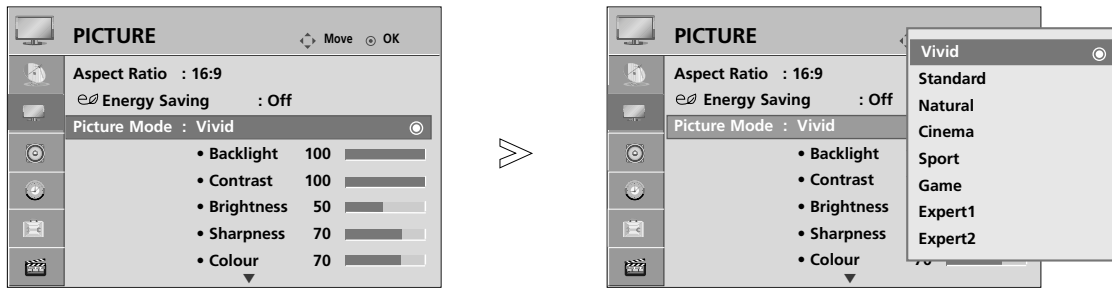 PICTURE
Move OK
Aspect Ratio : 16:9
Energy Saving : Off
Picture Mode : Vivid
• Backlight 100
• Contrast 100
• Brightness 50
• Sharpness 70
• Colour 70
PICTURE
Aspect Ratio : 16:9
Energy Saving : Off
Picture Mode : Vivid
• Backlight
• Contrast
• Brightness
• Sharpness
• Colour 70
Vivid
Standard
Natural
Cinema
Sport
Game
Expert1
Expert2